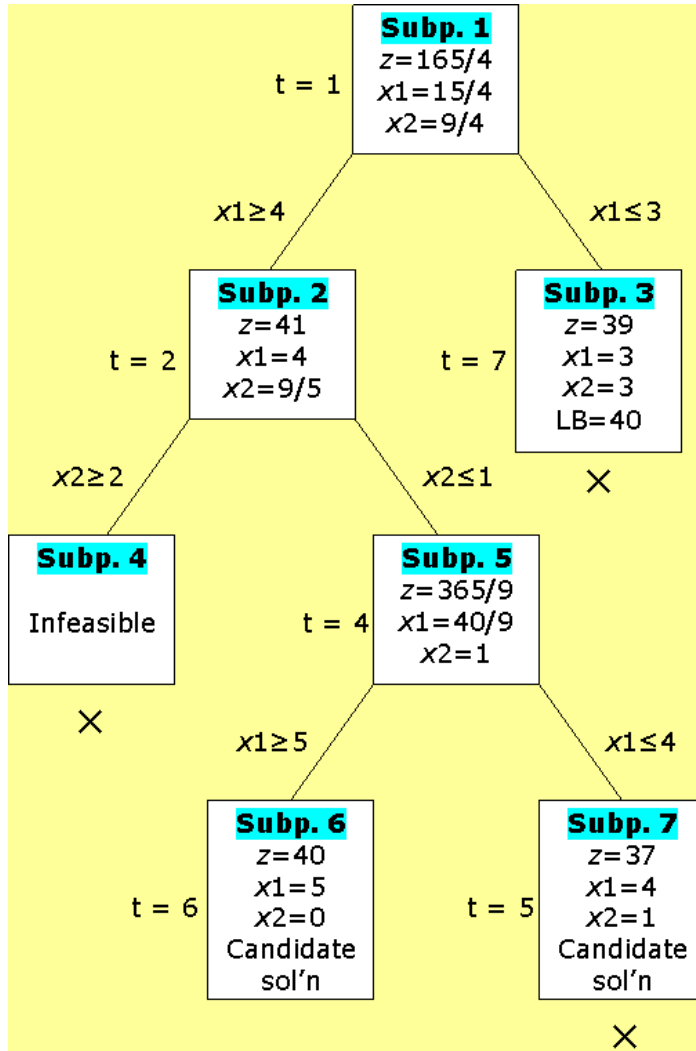 Subp. 1
z=165/4
x1=15/4
x2=9/4
t = 1
x1≥4
x1≤3
Subp. 2
z=41
x1=4
x2=9/5
t = 2
Subp. 3
z=39
x1=3
x2=3
LB=40
t = 7
×
x2≥2
x2≤1
Subp. 4
Infeasible
×
Subp. 5
z=365/9
x1=40/9
x2=1
t = 4
x1≥5
x1≤4
Subp. 6
z=40
x1=5
x2=0
Candidate
sol’n
t = 6
Subp. 7
z=37
x1=4
x2=1
Candidate
sol’n
t = 5
×